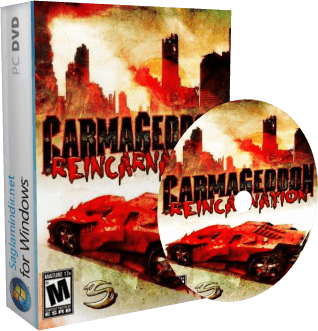 PC DVD
Saglamindir.net
for Windows
CARMAGEDDON
REINCARNA
MATURE 17+
M
ESRB
CARMAGEDDON
REINCARNATION